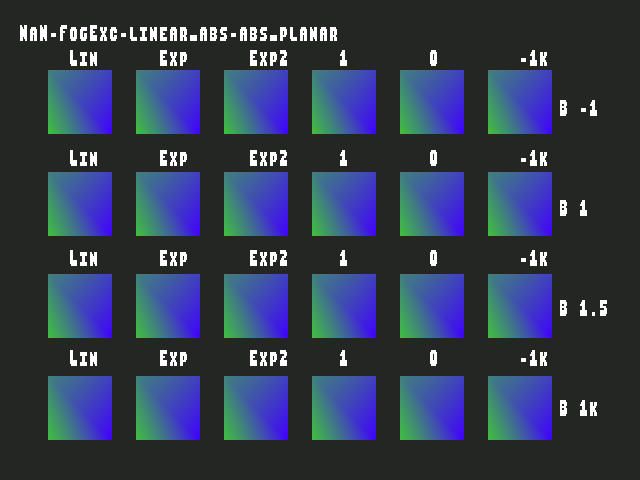 NaN-FogExc-linear_abs-abs_planar
Lin Exp Exp2 1 0 -1K
B -1
Lin Exp Exp2 1 0 -1K
B 1
Lin Exp Exp2 1 0 -1K
B 1.5
Lin Exp Exp2 1 0 -1K
B 1K